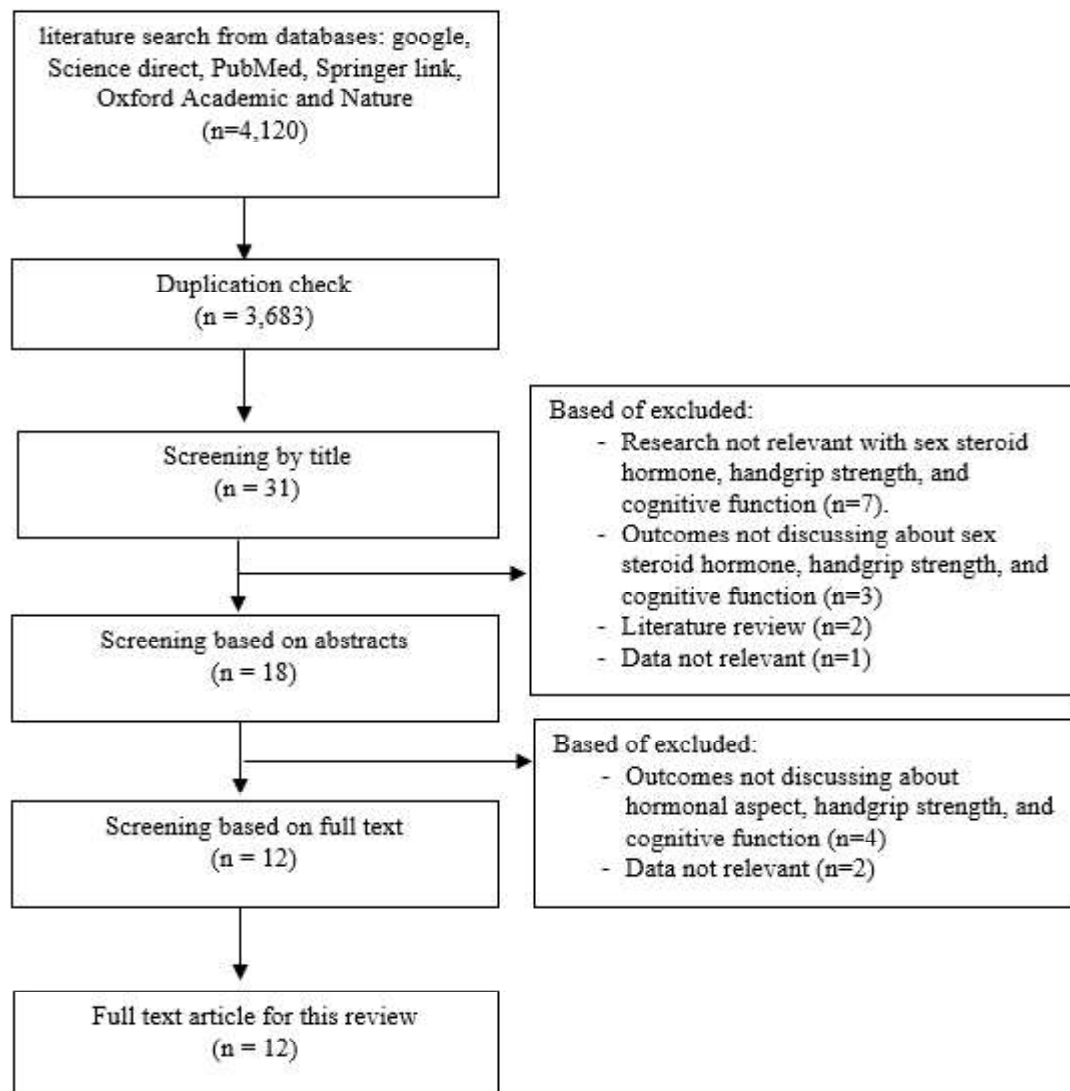 literature search from databases: google,
Science direct, PubMed, Springer link,
Oxford Academic and Nature
(n=4,120)
Duplication check
(n = 3,683)
Screening by title
(n = 31)
Based of excluded:
- Research not relevant with sex steroid
hormone, handgrip strength, and
cognitive function (n=7).
- Outcomes not discussing about sex
steroid hormone, handgrip strength, and
cognitive function (n=3)
- Literature review (n=2)
- Data not relevant (n=1)
Screening based on abstracts
(n = 18)
Based of excluded:
- Outcomes not discussing about
hormonal aspect, handgrip strength, and
cognitive function (n=4)
- Data not relevant (n=2)
Screening based on full text
(n = 12)
Full text article for this review
(n = 12)